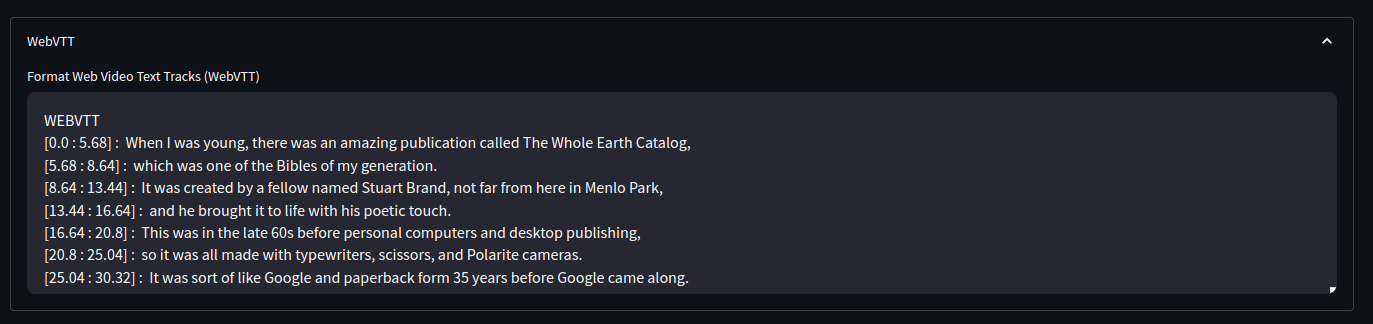 WebVTT
Format Web Video Text Tracks (WebVTT)
WEBVTT
[0.0 : 5.68] :  When I was young, there was an amazing publication called The Whole Earth Catalog,
[5.68 : 8.64] :  which was one of the Bibles of my generation.
[8.64 : 13.44] :  It was created by a fellow named Stuart Brand, not far from here in Menlo Park,
[13.44 : 16.64] :  and he brought it to life with his poetic touch.
[16.64 : 20.8] :  This was in the late 60s before personal computers and desktop publishing,
[20.8 : 25.04] :  so it was all made with typewriters, scissors, and Polarite cameras.
[25.04 : 30.32] :  It was sort of like Google and paperback form 35 years before Google came along.